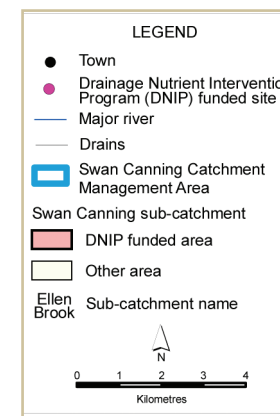 LEGEND
Town
Drainage Nutrient Interventio
Program (DNIP) funded site
Major river
Drains
Swan Canning Catchment
Management Area
Swan Canning sub-catchment
DNIP funded area
Other area
Ellen
Brook
Sub-catchment name
N
0 1 2 3 4
Kilometres